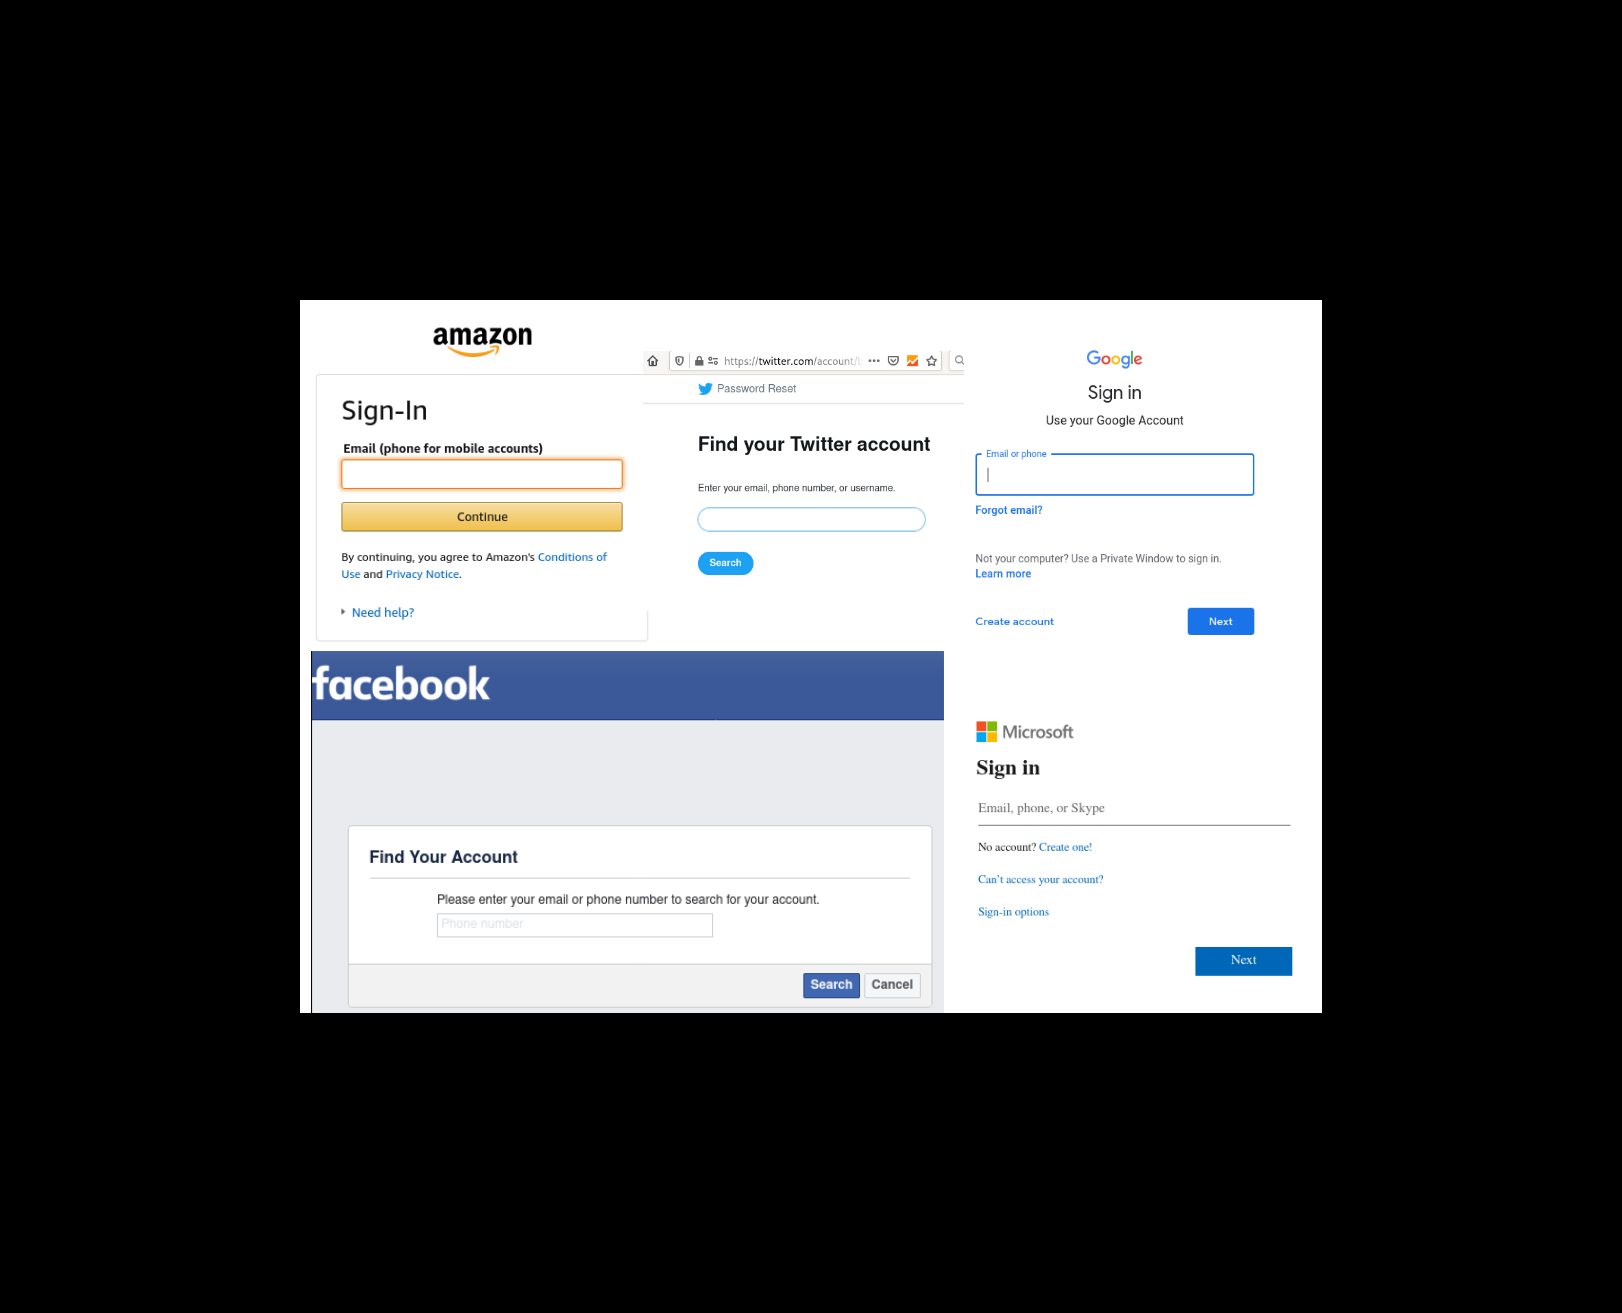 amazon
Sign-In
Email (phone for mobile accounts)
Continue
By continuing, you agree to Amazon's Conditions of
Use and Privacy Notice.
Need help?
https://twitter.com/account/
Password Reset
Find your Twitter account
Enter your email, phone number, or username.
Search
Google
Sign in
Use your Google Account
Email or phone
Forgot email?
Not your computer? Use a Private Window to sign in.
Learn more
Create account
Next
facebook
Find Your Account
Please enter your email or phone number to search for your account.
Phone number
Search
Cancel
Microsoft
Sign in
Email, phone, or Skype
No account? Create one!
Can't access your account?
Sign-in options
Next